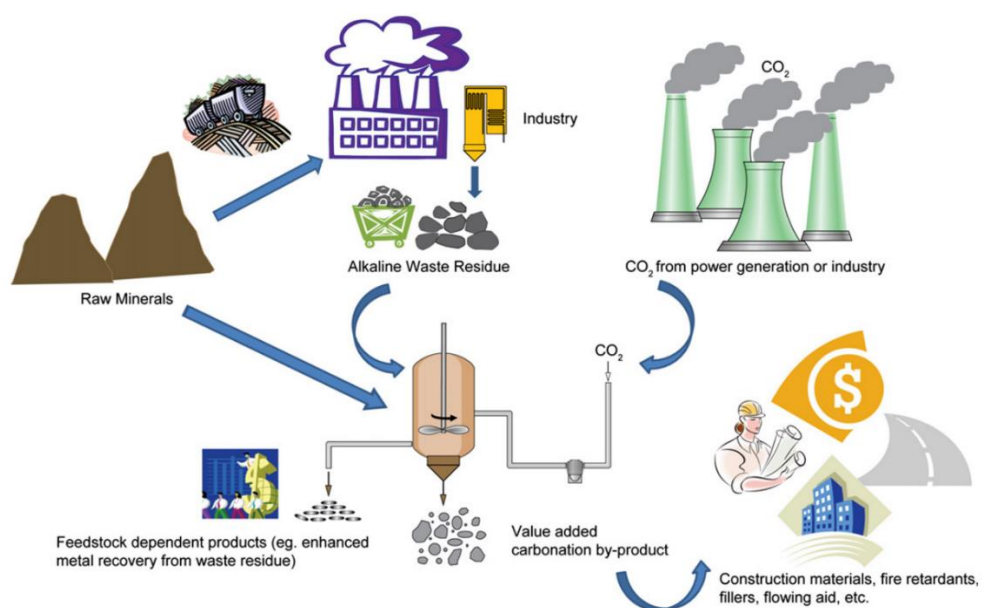 CO₂
Industry
Alkaline Waste Residue
CO₂ from power generation or industry
Raw Minerals
CO₂
$
Feedstock dependent products (eg. enhanced
metal recovery from waste residue)
Value added
carbonation by-product
Construction materials, fire retardants,
fillers, flowing aid, etc.